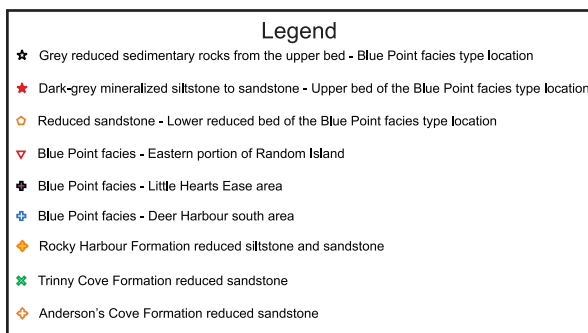 Legend
Grey reduced sedimentary rocks from the upper bed - Blue Point facies type location
Dark-grey mineralized siltstone to sandstone - Upper bed of the Blue Point facies type location
Reduced sandstone - Lower reduced bed of the Blue Point facies type location
Blue Point facies - Eastern portion of Random Island
Blue Point facies - Little Hearts Ease area
Blue Point facies - Deer Harbour south area
Rocky Harbour Formation reduced siltstone and sandstone
Trinny Cove Formation reduced sandstone
Anderson's Cove Formation reduced sandstone